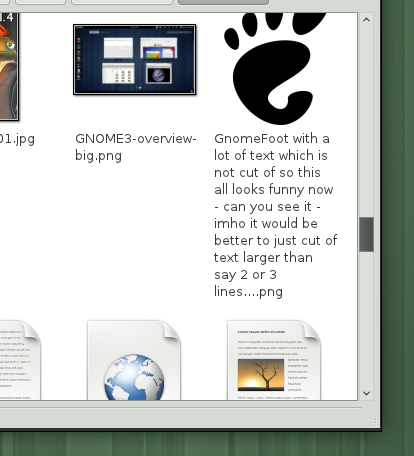 1.4
01.jpg
GNOME3-overview-
big.png
GnomeFoot with a
lot of text which is
not cut of so this
all looks funny now
- can you see it -
imho it would be
better to just cut of
text larger than
say 2 or 3
lines....png